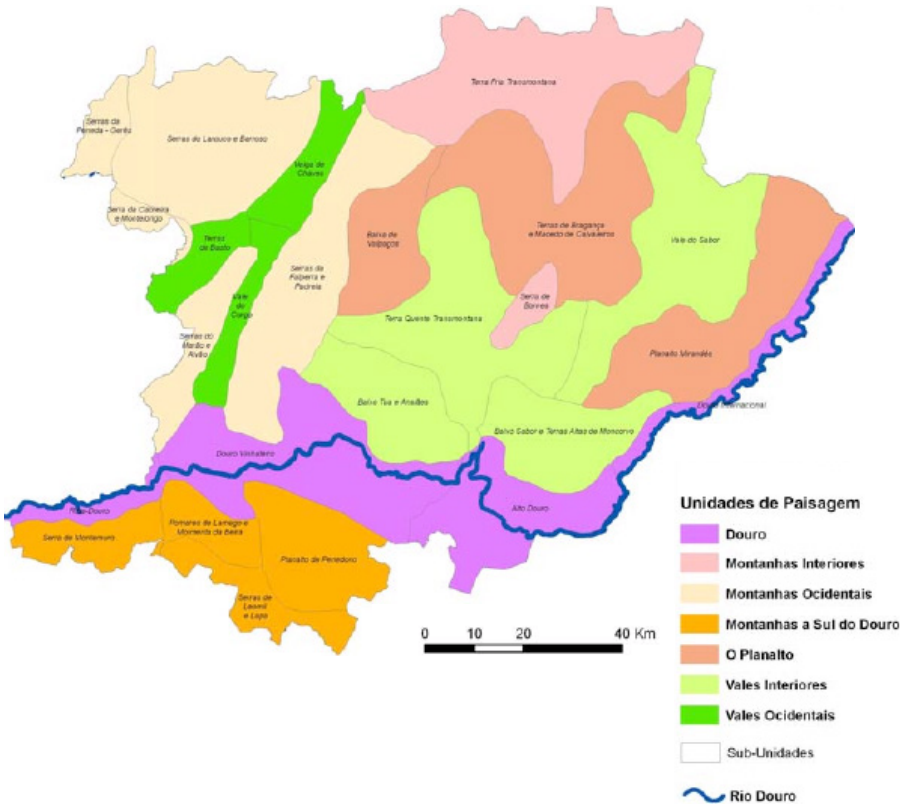 Terra Fria Transmontana
Serras da
Peneda - Gerês
Serras do Larouco e Barroso
Veiga de
Chaves
Serra da Cabreira
e Montelongo
Terras
de Basto
Baixa de
Valpaços
Terras de Bragança
e Macedo de Cavaleiros
Vale do Sabor
Serras da
Falperra e
Padrela
Vale
do
Corgo
Serra de
Bornes
Terra Quente Transmontana
Serras do
Marão e
Alvão
Planalto Mirandês
Baixo Tua e Ansiães
Douro Internacional
Baixo Sabor e Terras Altas de Moncorvo
Douro Vinhateiro
Alto Douro
Serra de Montemuro
Pomares de Lamego e
Moimenta da Beira
Planalto de Penedono
Serras de
Leomil e
Lapa
0 10 20 40 Km
Unidades de Paisagem
Douro
Montanhas Interiores
Montanhas Ocidentais
Montanhas a Sul do Douro
O Planalto
Vales Interiores
Vales Ocidentais
Sub-Unidades
Rio Douro